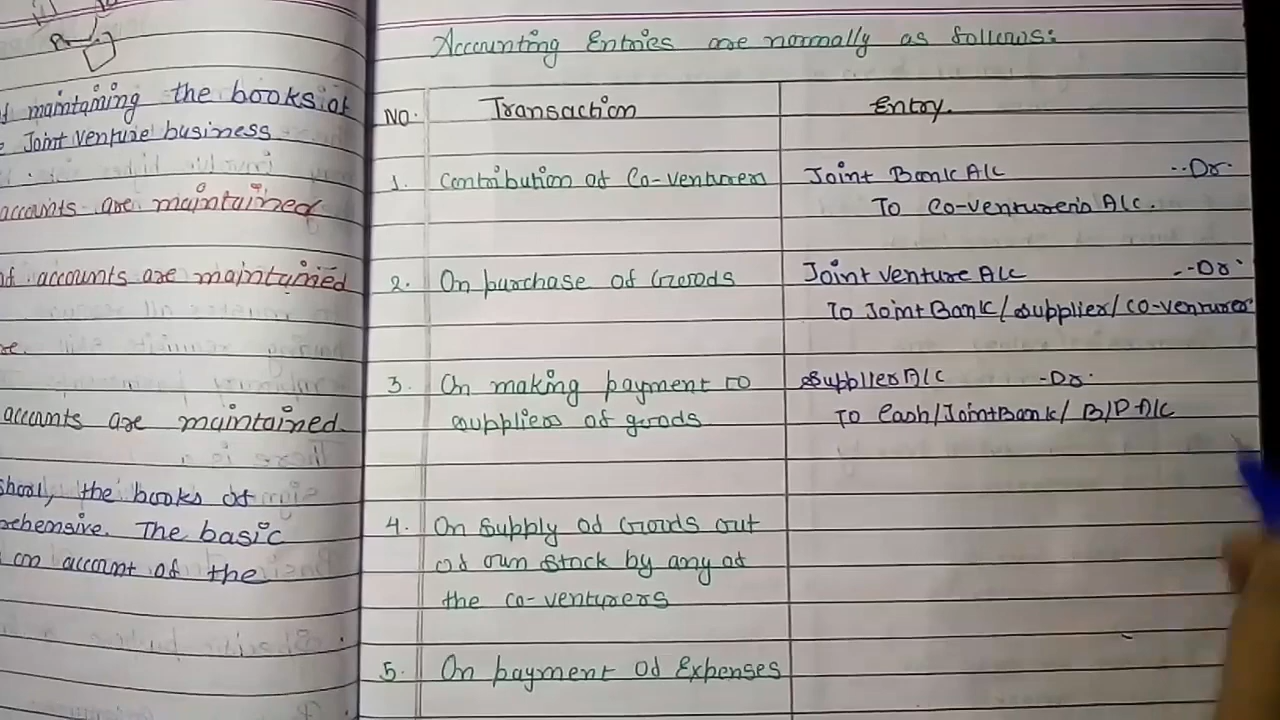 maintaining the books of
Joint Venture business
accounts are maintained
of accounts are maintained
accounts are maintained.
the books of
The basic
on account of the
Accounting Entries are normally as follows:
No. Transaction Entry.
1. Contribution of Co-venturers Joint Bank A/c --Dr.
To Co-venturer's A/c.
2. On purchase of Goods Joint Venture A/c --Dr.
To Joint Bank/Supplier/Co-venturer
3. On making payment to Supplier A/c -Dr.
suppliers of goods To Cash/Joint Bank/ B/P A/c
4. On Supply of Goods out
of own Stock by any of
the co-venturers
5. On payment of Expenses